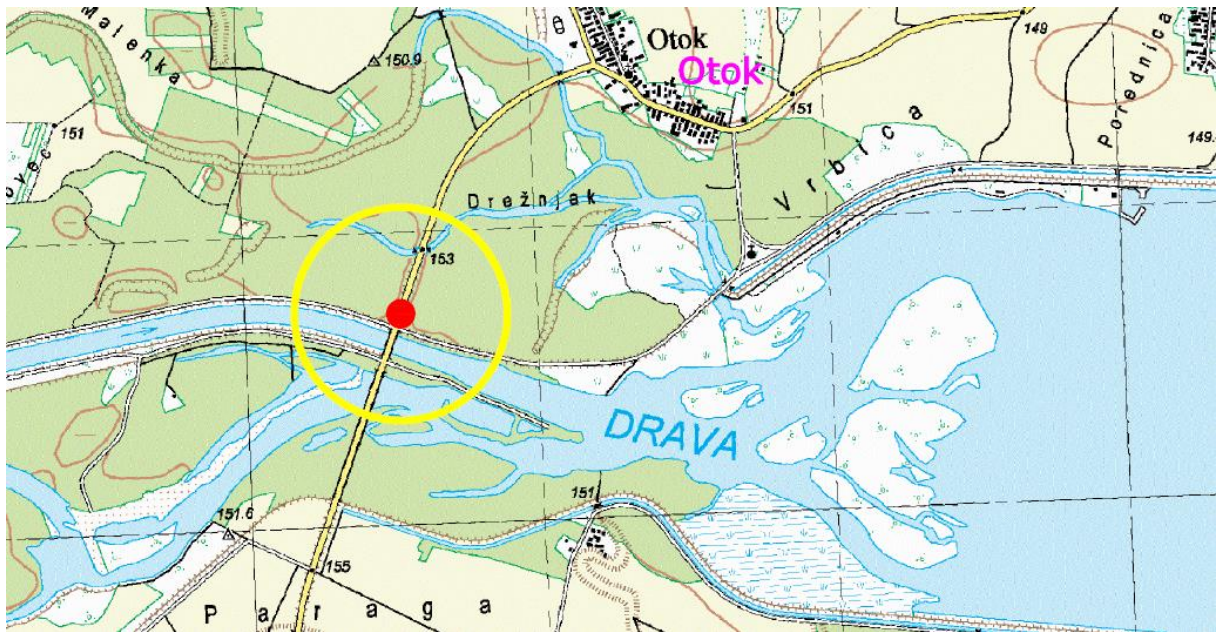 Malenka
150.9
Otok
Otok
148
Porednica
151
151
ovec
Vrbica
149.
Drežnjak
153
DRAVA
151
151.6
155
Paraga